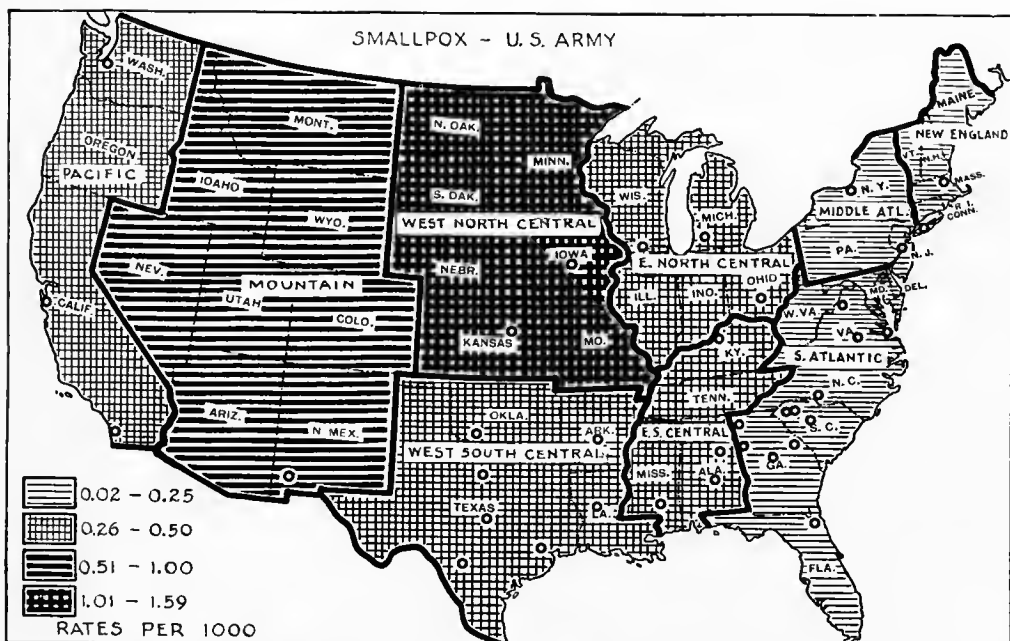 SMALLPOX - U.S. ARMY
WASH.
OREGON
PACIFIC
CALIF.
MONT.
IDAHO
WYO.
NEV.
MOUNTAIN
UTAH
COLO.
ARIZ.
N. MEX.
N. DAK.
MINN.
S. DAK.
WEST NORTH CENTRAL
IOWA
NEBR.
KANSAS
MO.
OKLA.
ARK.
WEST SOUTH CENTRAL
TEXAS
LA.
WIS.
MICH.
E. NORTH CENTRAL
ILL.
IND.
OHIO
KY.
TENN.
E.S. CENTRAL
MISS.
ALA.
MAINE
NEW ENGLAND
VT.
N.H.
MASS.
R.I.
CONN.
N.Y.
MIDDLE ATL.
PA.
N.J.
MD.
DEL.
W. VA.
VA.
S. ATLANTIC
N.C.
S.C.
GA.
FLA.
0.02 - 0.25
0.26 - 0.50
0.51 - 1.00
1.01 - 1.59
RATES PER 1000